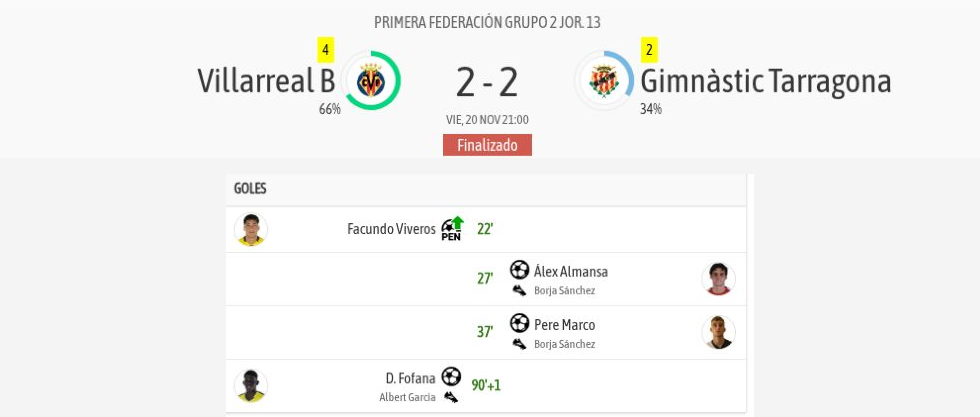 PRIMERA FEDERACIÓN GRUPO 2 JOR. 13
4
2
Villarreal B
2 - 2
Gimnàstic Tarragona
66%
34%
VIE, 20 NOV 21:00
Finalizado
GOLES
Facundo Viveros
PEN
22'
27'
Álex Almansa
Borja Sánchez
37'
Pere Marco
Borja Sánchez
D. Fofana
Albert Garcia
90'+1